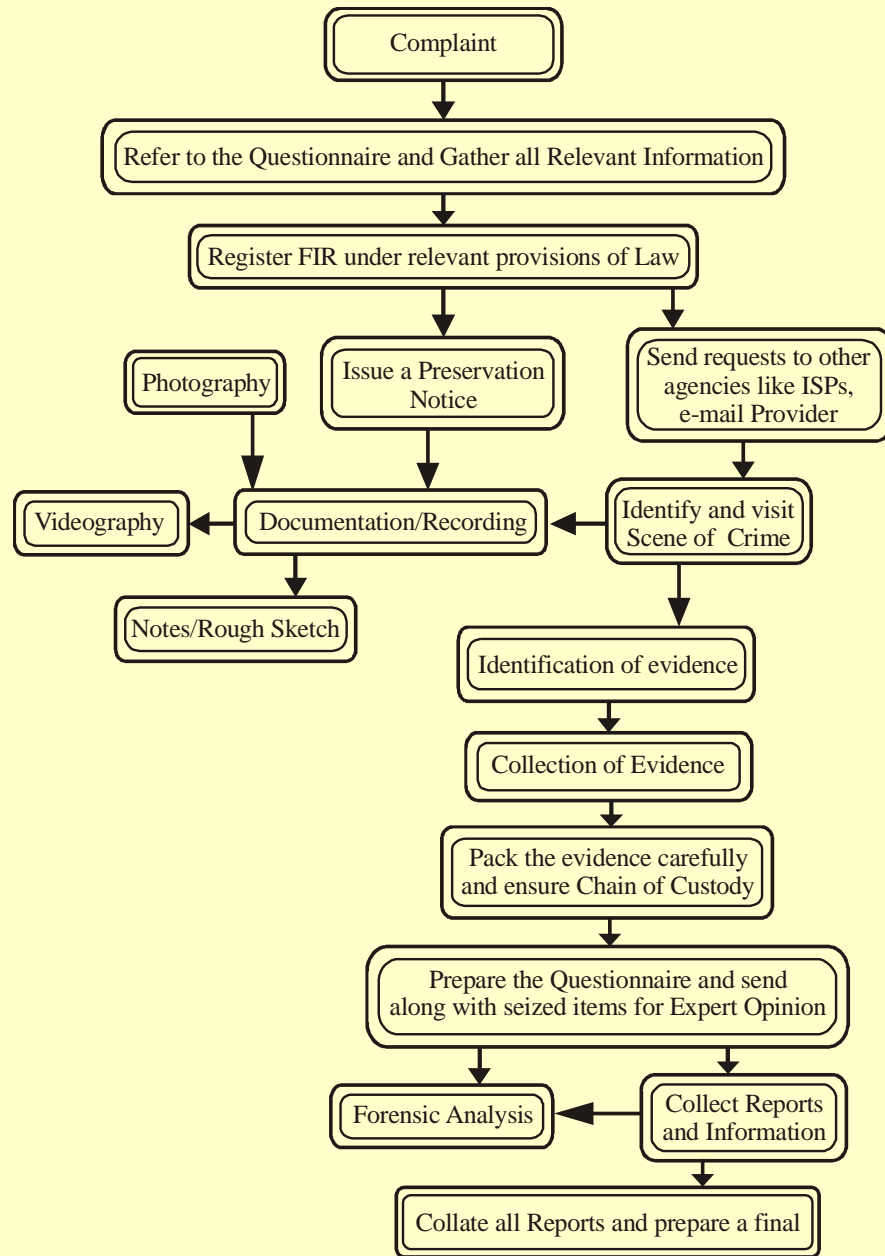 Complaint
Refer to the Questionnaire and Gather all Relevant Information
Register FIR under relevant provisions of Law
Photography
Issue a Preservation
Notice
Send requests to other
agencies like ISPs,
e-mail Provider
Videography
Documentation/Recording
Identify and visit
Scene of Crime
Notes/Rough Sketch
Identification of evidence
Collection of Evidence
Pack the evidence carefully
and ensure Chain of Custody
Prepare the Questionnaire and send
along with seized items for Expert Opinion
Forensic Analysis
Collect Reports
and Information
Collate all Reports and prepare a final